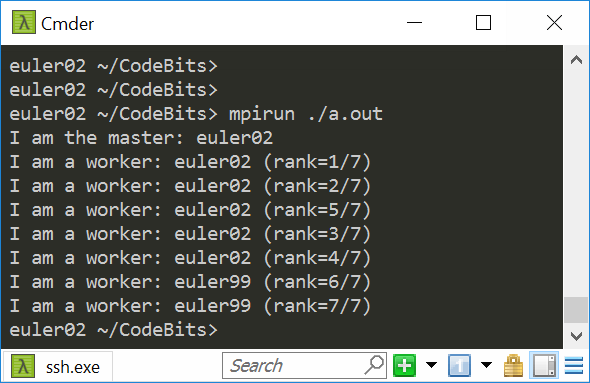 λ Cmder
euler02 ~/CodeBits>
euler02 ~/CodeBits>
euler02 ~/CodeBits> mpirun ./a.out
I am the master: euler02
I am a worker: euler02 (rank=1/7)
I am a worker: euler02 (rank=2/7)
I am a worker: euler02 (rank=5/7)
I am a worker: euler02 (rank=3/7)
I am a worker: euler02 (rank=4/7)
I am a worker: euler99 (rank=6/7)
I am a worker: euler99 (rank=7/7)
euler02 ~/CodeBits>
λ ssh.exe Search 1